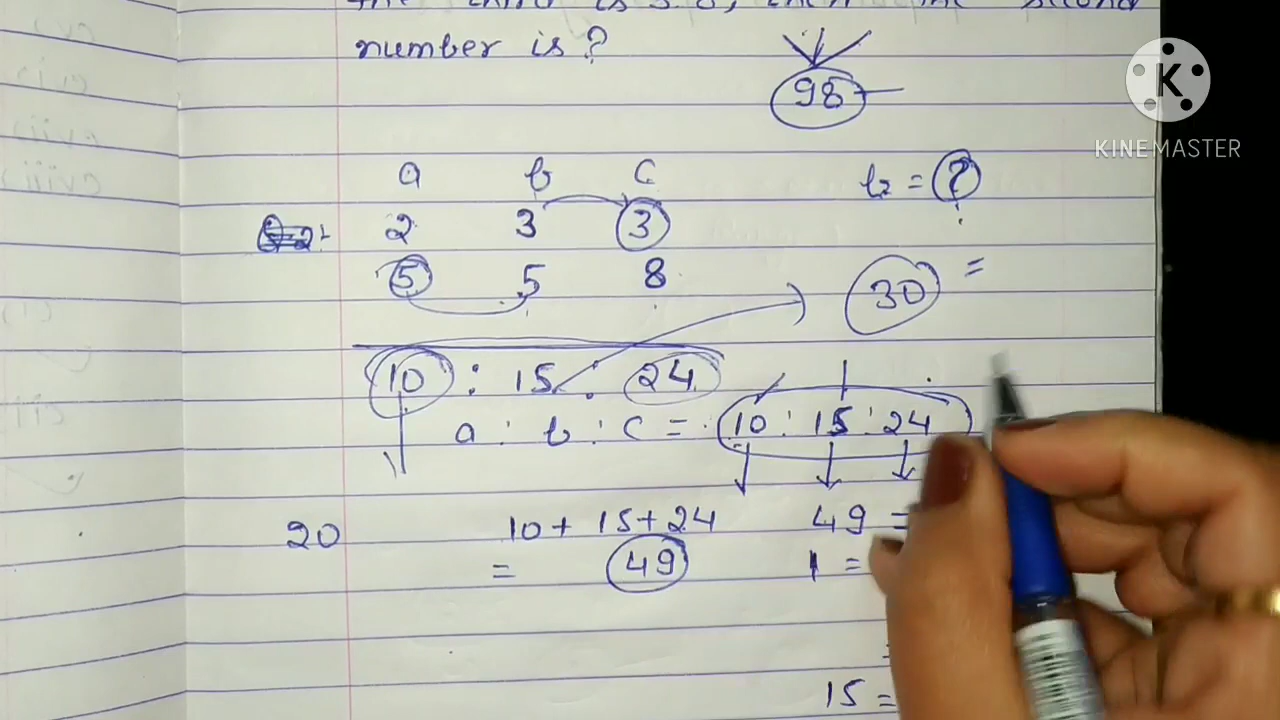 number is?
98
a b c
b = ?
2 3 3
5 5 8
30 =
10 : 15 : 24
a : b : c = 10 : 15 : 24
20
10 + 15 + 24
49 =
= 49
1 =
15 =
K
KINEMASTER